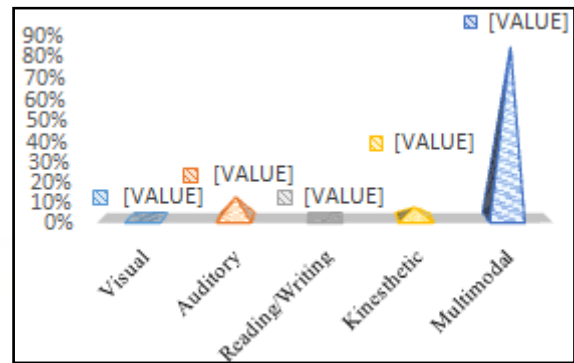 90%
80%
70%
60%
50%
40%
30%
20%
10%
0%
[VALUE]
[VALUE]
[VALUE]
[VALUE]
[VALUE]
Visual
Auditory
Reading/Writing
Kinesthetic
Multimodal